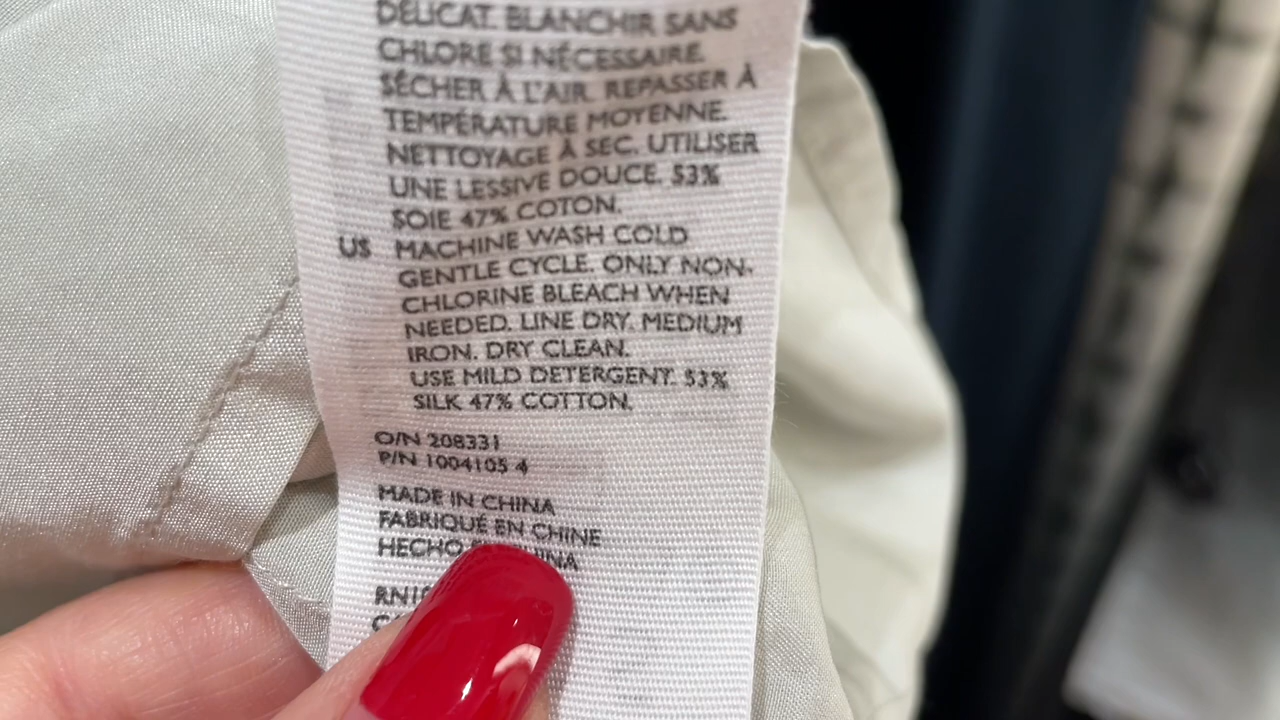 DÉLICAT. BLANCHIR SANS
CHLORE SI NÉCESSAIRE.
SÉCHER À L'AIR. REPASSER À
TEMPÉRATURE MOYENNE.
NETTOYAGE À SEC. UTILISER
UNE LESSIVE DOUCE. 53%
SOIE 47% COTON.
US MACHINE WASH COLD
GENTLE CYCLE. ONLY NON-
CHLORINE BLEACH WHEN
NEEDED. LINE DRY. MEDIUM
IRON. DRY CLEAN.
USE MILD DETERGENT. 53%
SILK 47% COTTON.
O/N 208331
P/N 1004105 4
MADE IN CHINA
FABRIQUÉ EN CHINE
HECHO